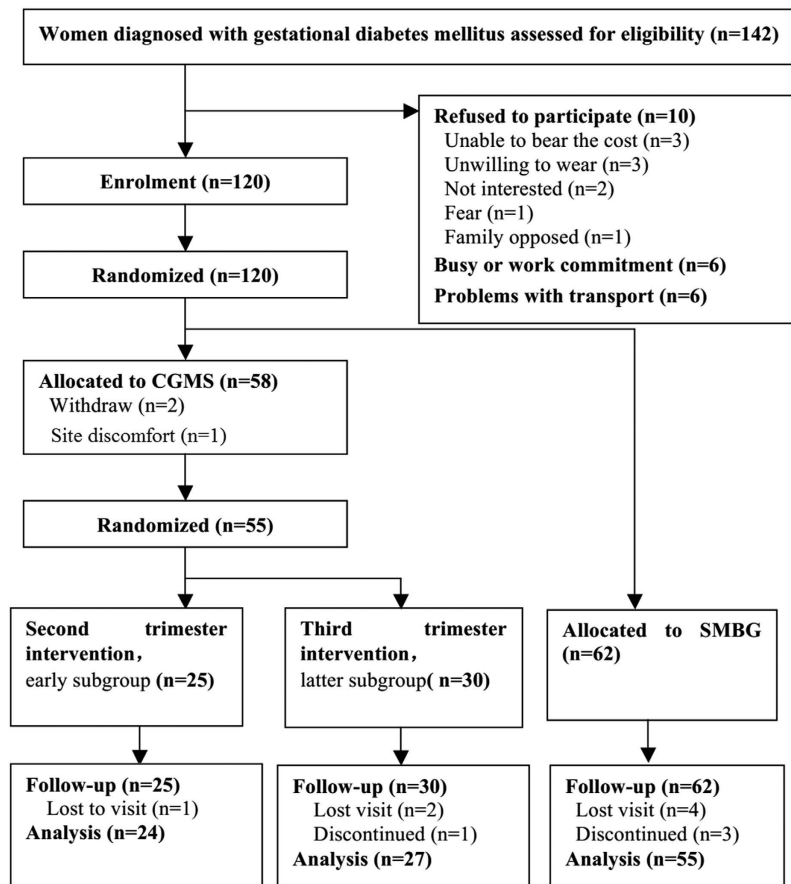 Women diagnosed with gestational diabetes mellitus assessed for eligibility (n=142)
Refused to participate (n=10)
Unable to bear the cost (n=3)
Unwilling to wear (n=3)
Not interested (n=2)
Fear (n=1)
Family opposed (n=1)
Busy or work commitment (n=6)
Problems with transport (n=6)
Enrolment (n=120)
Randomized (n=120)
Allocated to CGMS (n=58)
Withdraw (n=2)
Site discomfort (n=1)
Randomized (n=55)
Second trimester
intervention，
early subgroup (n=25)
Third trimester
intervention，
latter subgroup( n=30)
Allocated to SMBG
(n=62)
Follow-up (n=25)
Lost to visit (n=1)
Analysis (n=24)
Follow-up (n=30)
Lost visit (n=2)
Discontinued (n=1)
Analysis (n=27)
Follow-up (n=62)
Lost visit (n=4)
Discontinued (n=3)
Analysis (n=55)